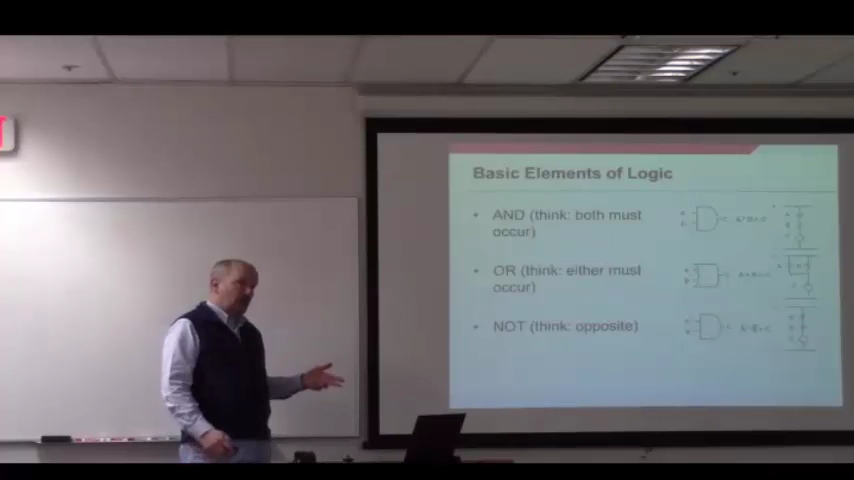 Basic Elements of Logic
• AND (think: both must
occur)
• OR (think: either must
occur)
• NOT (think: opposite)